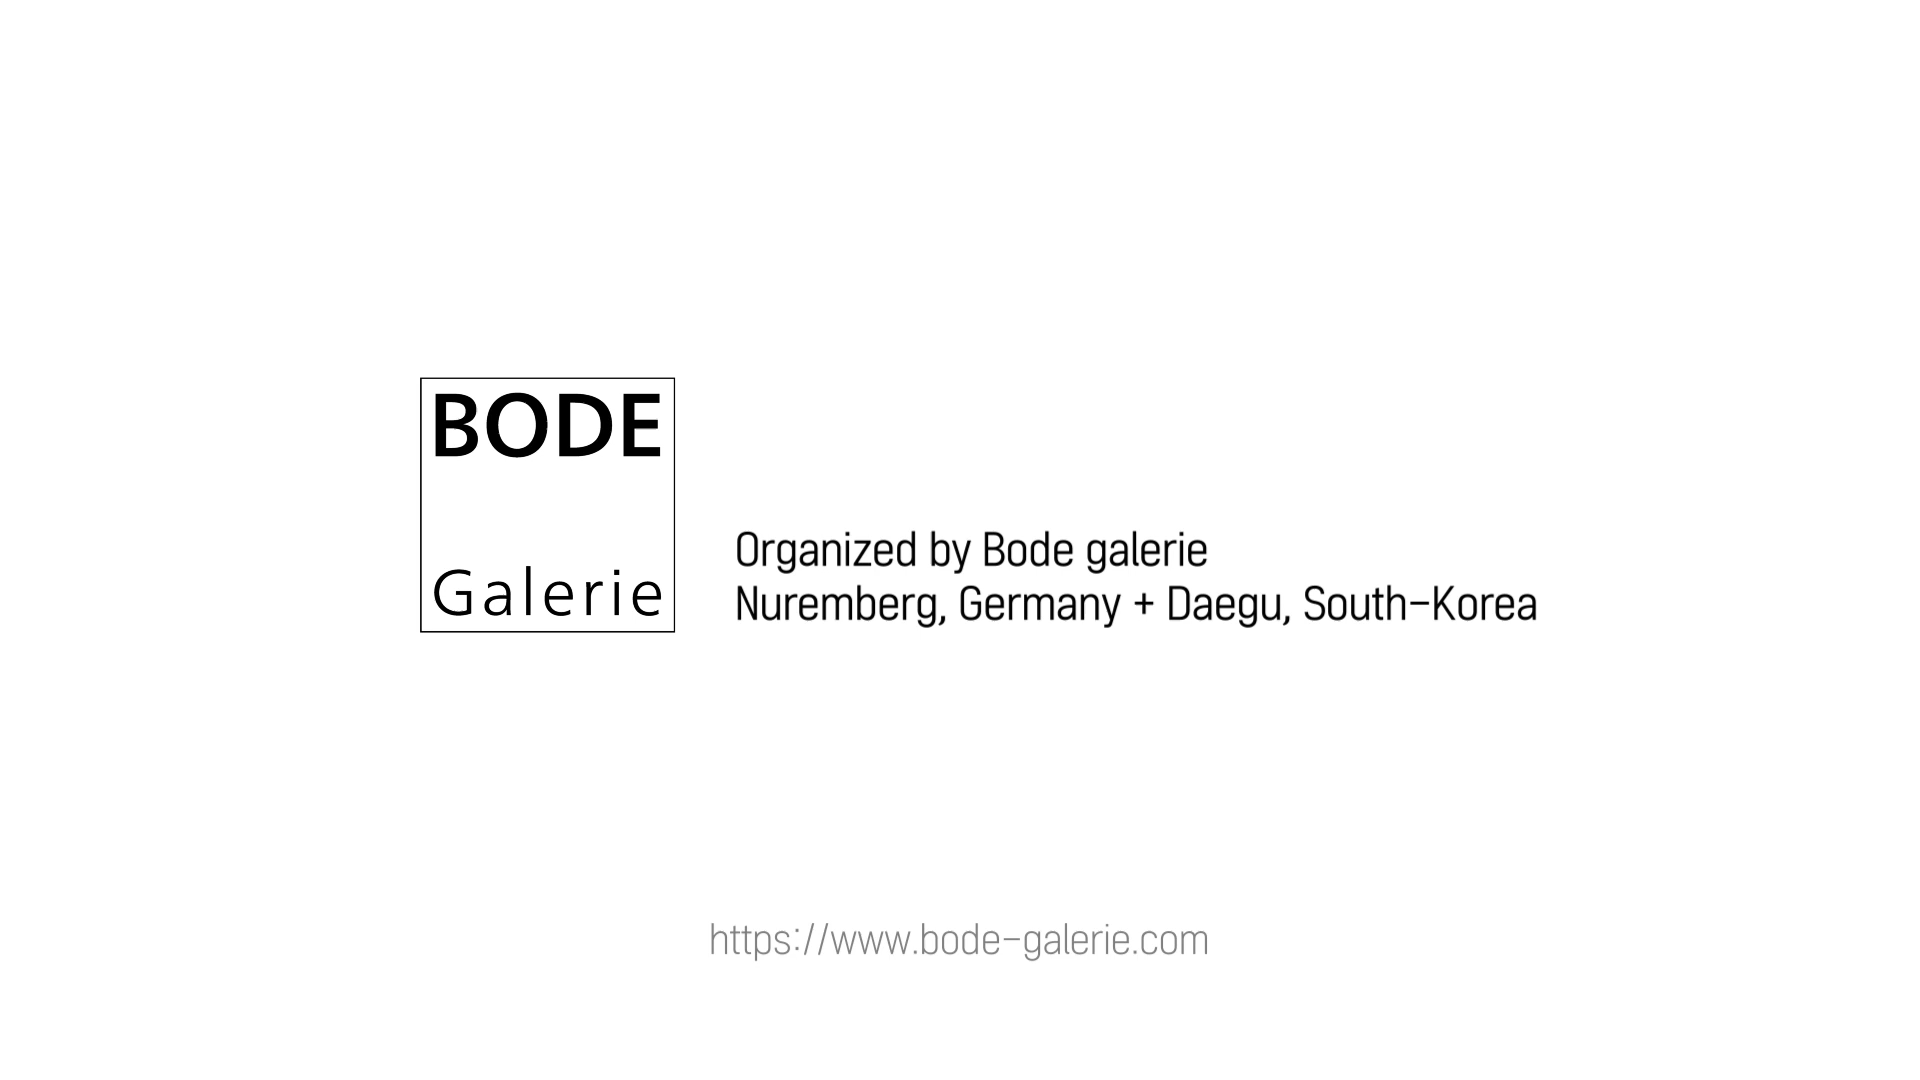 BODE
Galerie
Organized by Bode galerie
Nuremberg, Germany + Daegu, South-Korea
https://www.bode-galerie.com